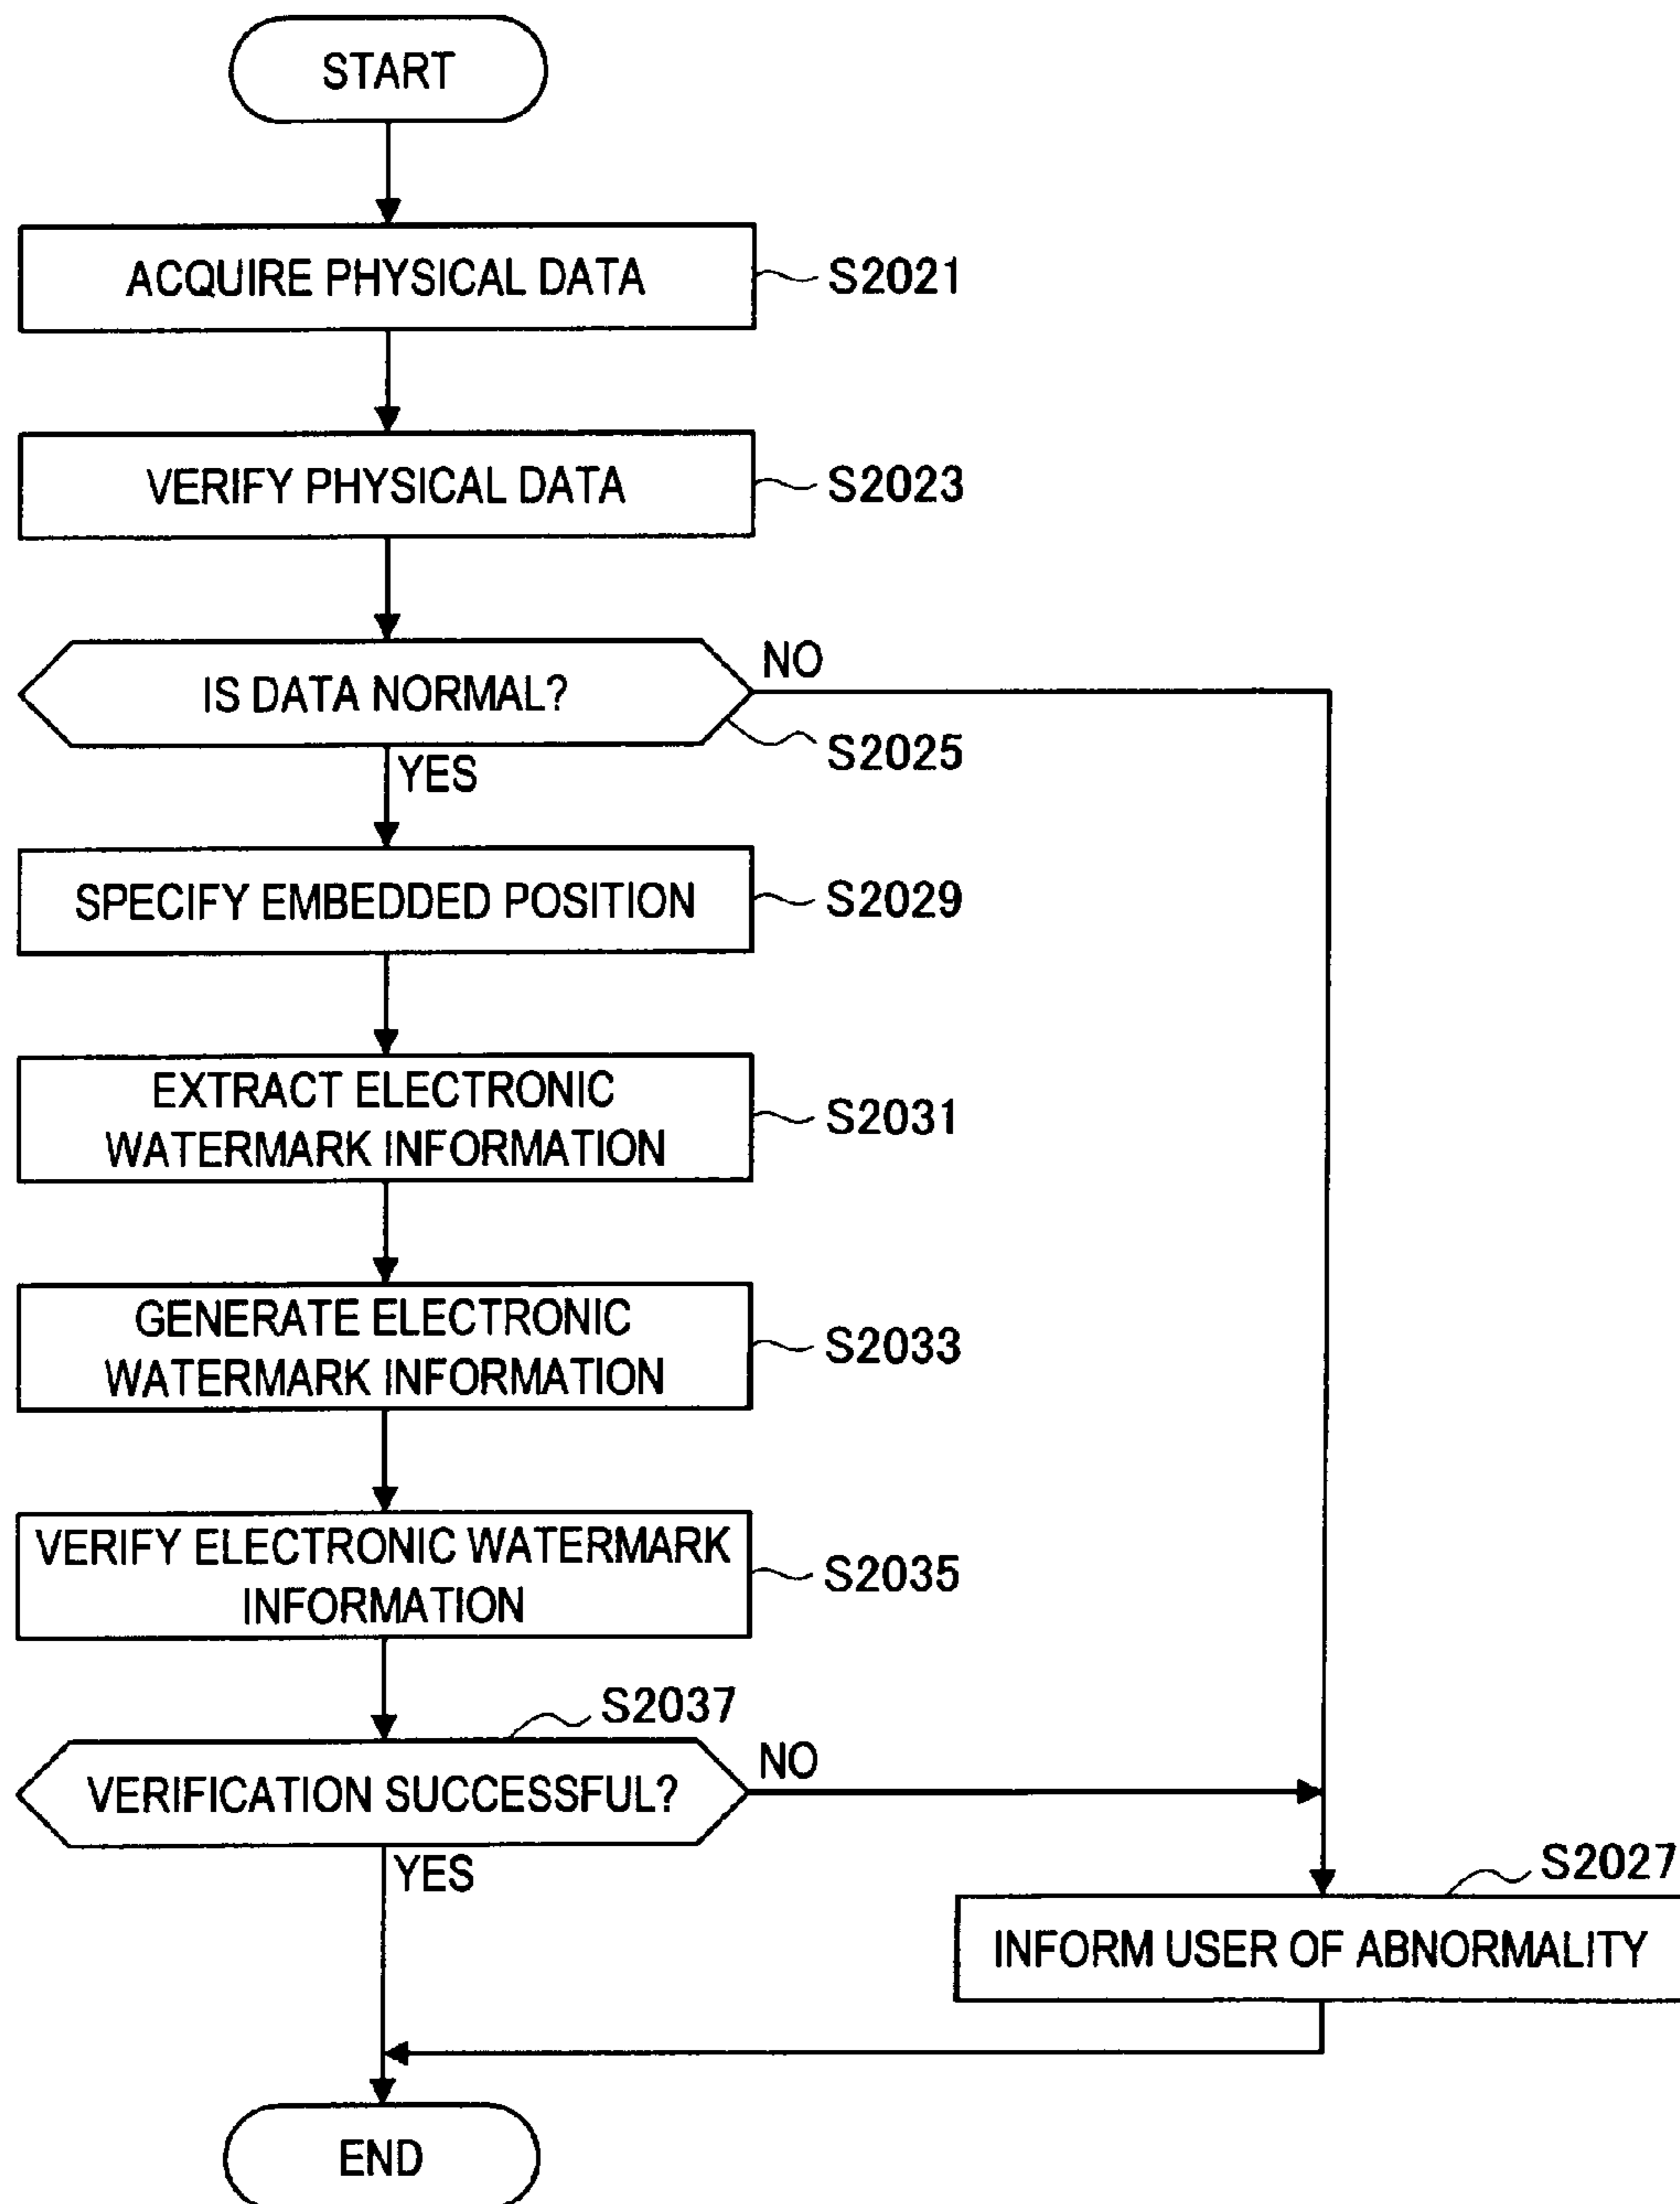 START
ACQUIRE PHYSICAL DATA
S2021
VERIFY PHYSICAL DATA
S2023
IS DATA NORMAL?
NO
S2025
YES
SPECIFY EMBEDDED POSITION
S2029
EXTRACT ELECTRONIC
WATERMARK INFORMATION
S2031
GENERATE ELECTRONIC
WATERMARK INFORMATION
S2033
VERIFY ELECTRONIC WATERMARK
INFORMATION
S2035
S2037
VERIFICATION SUCCESSFUL?
NO
YES
S2027
INFORM USER OF ABNORMALITY
END